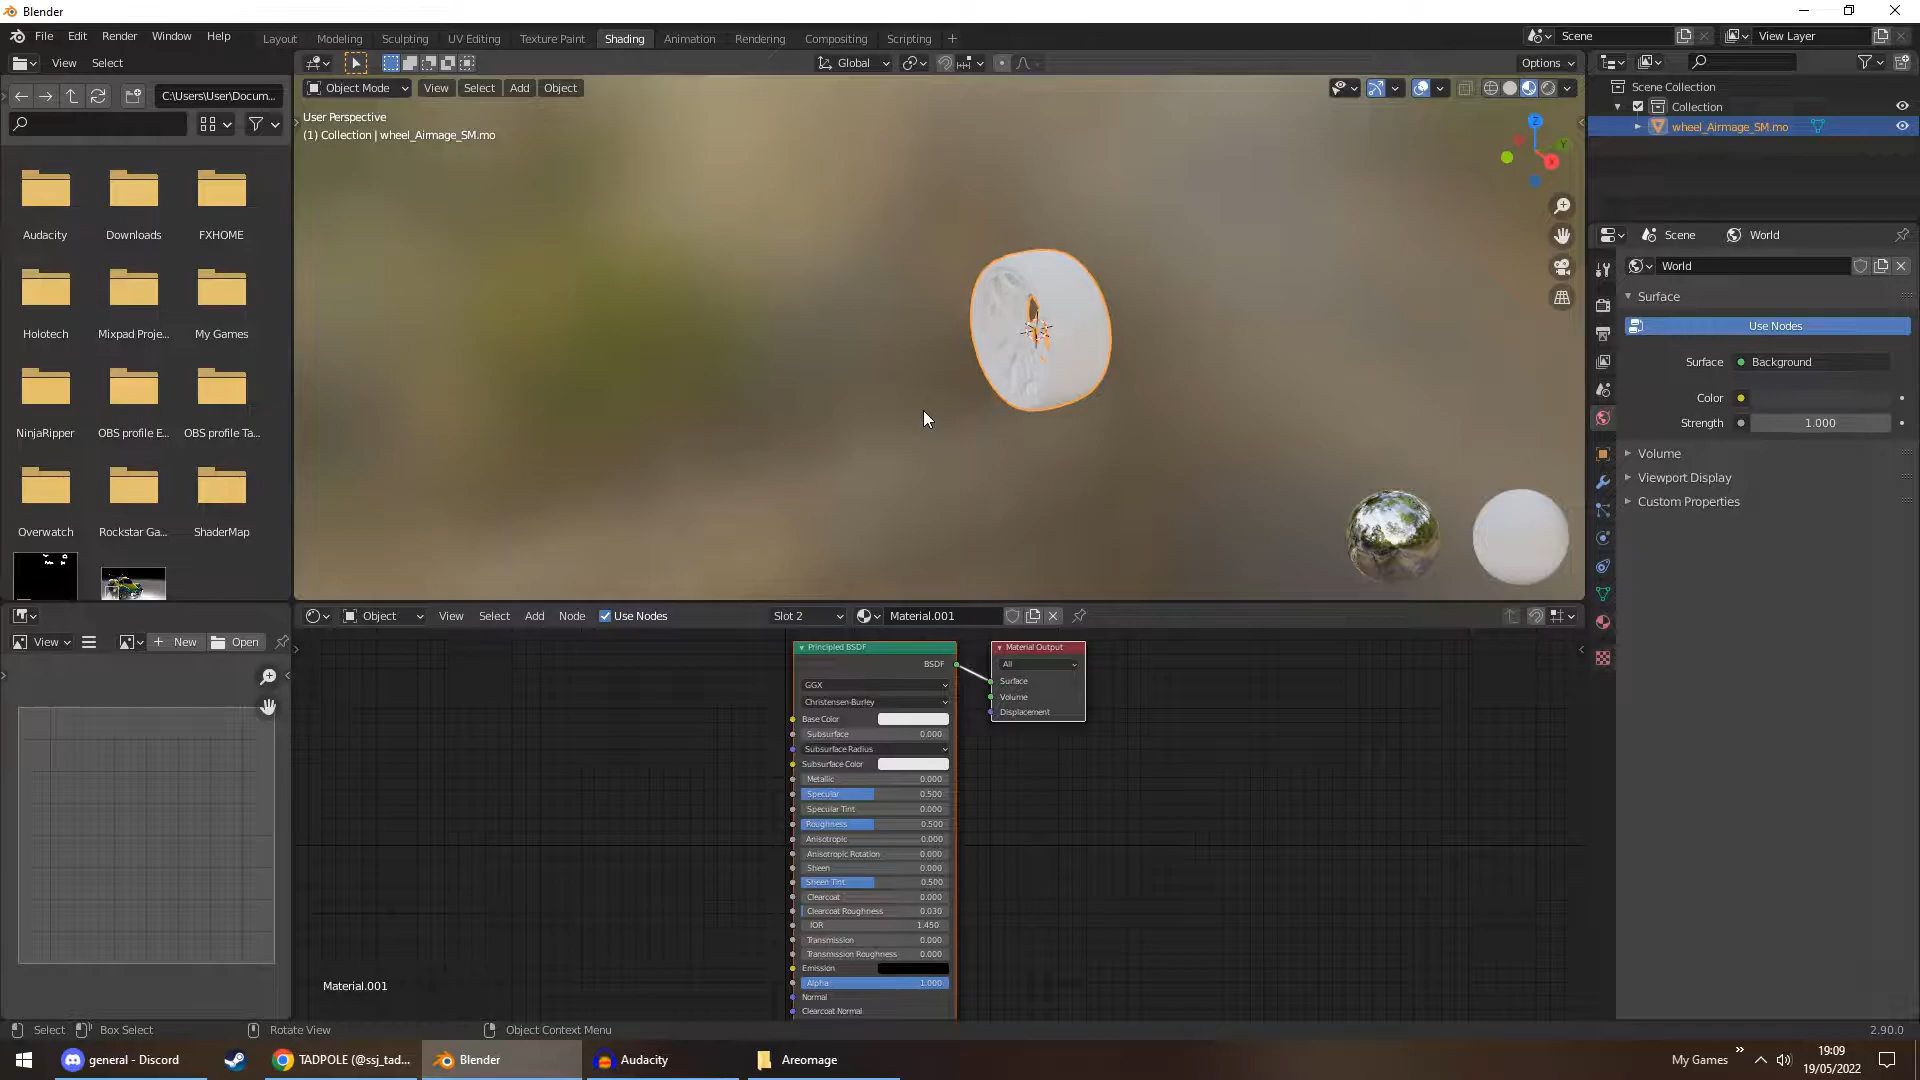 Blender
File Edit Render Window Help
Layout Modeling Sculpting UV Editing Texture Paint Shading Animation Rendering Compositing Scripting
Scene View Layer
View Select
Global
Options
C:\Users\User\Docum...
Object Mode View Select Add Object
User Perspective
(1) Collection | wheel_Airmage_SM.mo
Z
Y
X
Scene Collection
Collection
wheel_Airmage_SM.mo
Audacity Downloads FXHOME
Holotech Mixpad Proje... My Games
NinjaRipper OBS profile E... OBS profile Ta...
Overwatch Rockstar Ga... ShaderMap
Scene World
World
Surface
Use Nodes
Surface Background
Color
Strength 1.000
Volume
Viewport Display
Custom Properties
View New Open
Object View Select Add Node Use Nodes Slot 2 Material.001
Principled BSDF
BSDF
GGX
Christensen-Burley
Base Color
Subsurface 0.000
Subsurface Radius
Subsurface Color
Metallic 0.000
Specular 0.500
Specular Tint 0.000
Roughness 0.500
Anisotropic 0.000
Anisotropic Rotation 0.000
Sheen 0.000
Sheen Tint 0.500
Clearcoat 0.000
Clearcoat Roughness 0.030
IOR 1.450
Transmission 0.000
Transmission Roughness 0.000
Emission
Alpha 1.000
Normal
Clearcoat Normal
Material Output
All
Surface
Volume
Displacement
Material.001
Select Box Select Rotate View Object Context Menu 2.90.0
general - Discord TADPOLE (@ssj_tad... Blender Audacity Areomage My Games
19:09
19/05/2022